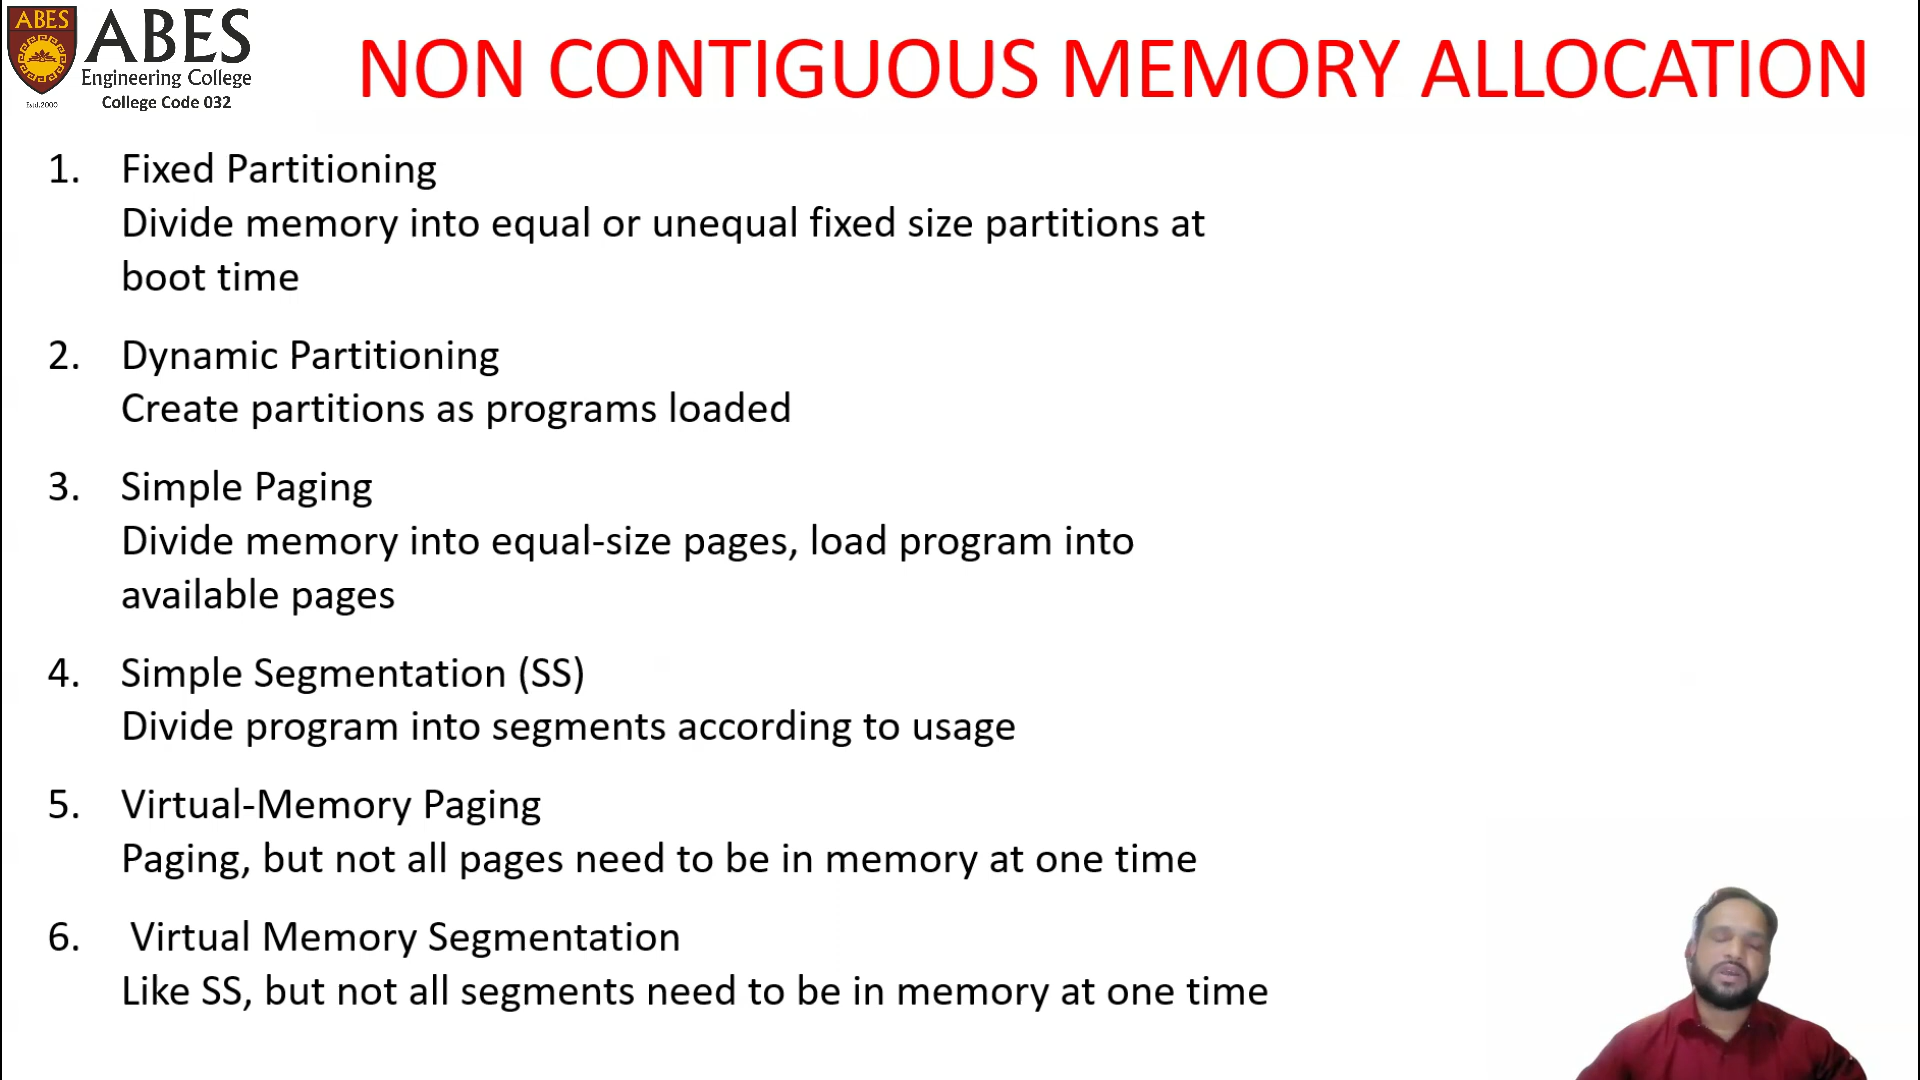 ABES
ABES
Engineering College
College Code 032
Estd.2000
NON CONTIGUOUS MEMORY ALLOCATION
1. Fixed Partitioning
Divide memory into equal or unequal fixed size partitions at
boot time
2. Dynamic Partitioning
Create partitions as programs loaded
3. Simple Paging
Divide memory into equal-size pages, load program into
available pages
4. Simple Segmentation (SS)
Divide program into segments according to usage
5. Virtual-Memory Paging
Paging, but not all pages need to be in memory at one time
6. Virtual Memory Segmentation
Like SS, but not all segments need to be in memory at one time